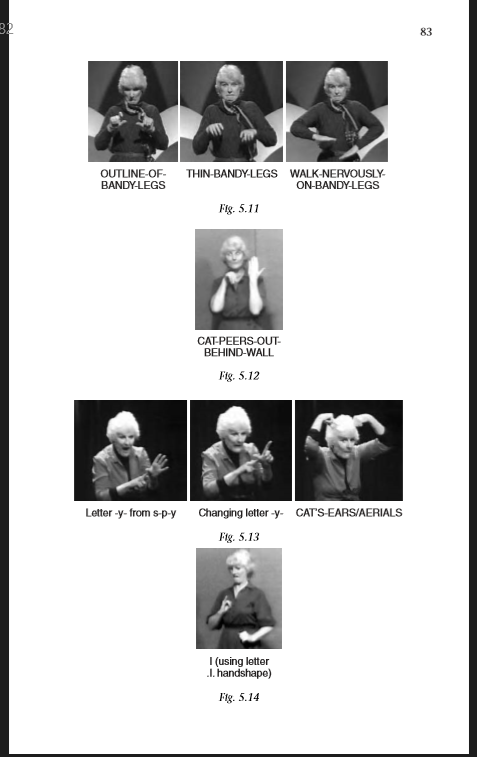 82
83
OUTLINE-OF-
BANDY-LEGS
THIN-BANDY-LEGS
WALK-NERVOUSLY-
ON-BANDY-LEGS
Fig. 5.11
CAT-PEERS-OUT-
BEHIND-WALL
Fig. 5.12
Letter -y- from s-p-y
Changing letter -y-
CAT'S-EARS/AERIALS
Fig. 5.13
I (using letter
.I. handshape)
Fig. 5.14